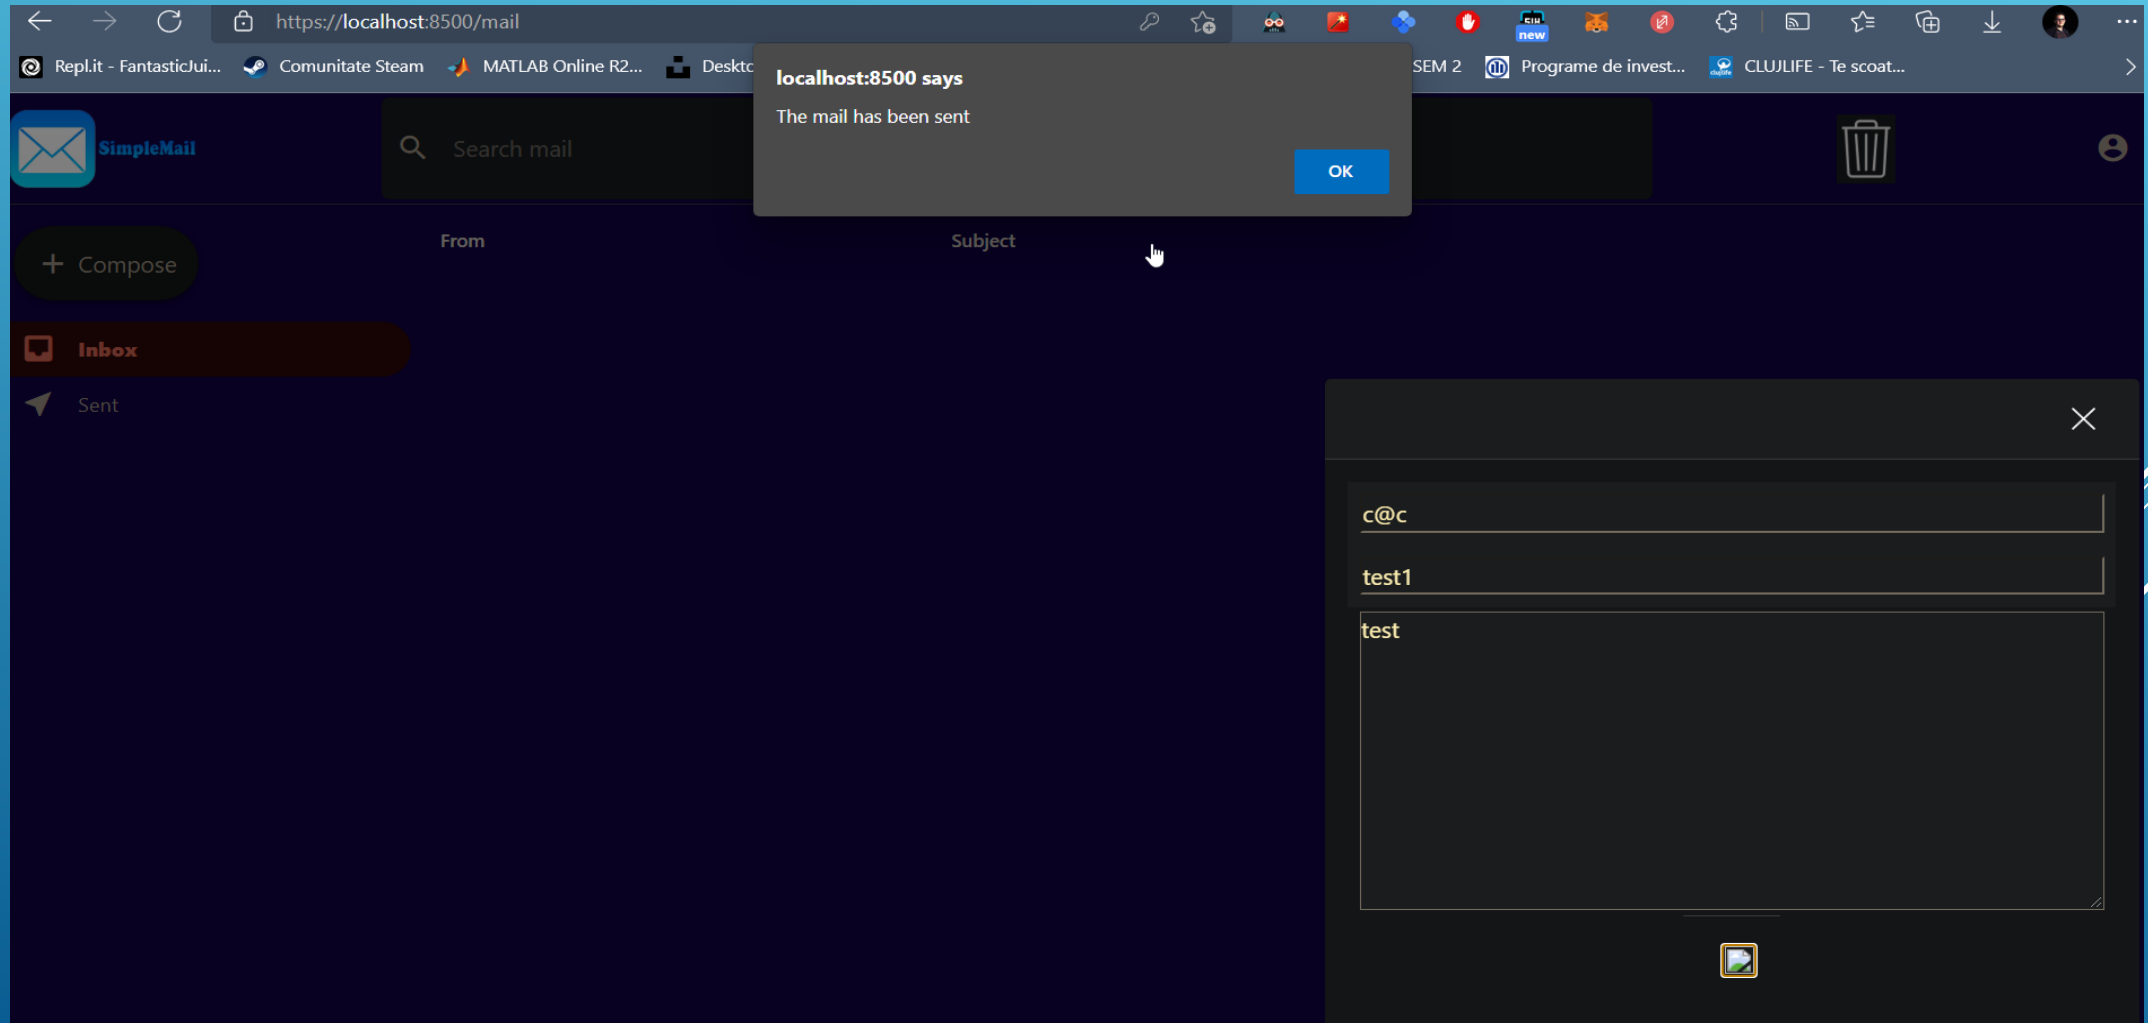 https://localhost:8500/mail
new
Repl.it - FantasticJui... Comunitate Steam MATLAB Online R2... Deskto SEM 2 Programe de invest... CLUJLIFE - Te scoat...
localhost:8500 says
The mail has been sent
OK
SimpleMail
Search mail
From Subject
+ Compose
Inbox
Sent
c@c
test1
test